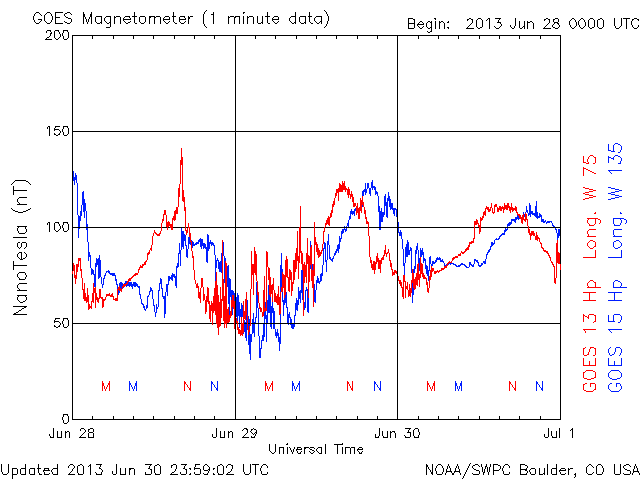 GOES Magnetometer (1 minute data)
Begin: 2013 Jun 28 0000 UTC
200
150
100
50
0
NanoTesla (nT)
M M N N M M N N M M N N
Jun 28 Jun 29 Jun 30 Jul 1
Universal Time
GOES 13 Hp Long. W 75
GOES 15 Hp Long. W 135
Updated 2013 Jun 30 23:59:02 UTC
NOAA/SWPC Boulder, CO USA